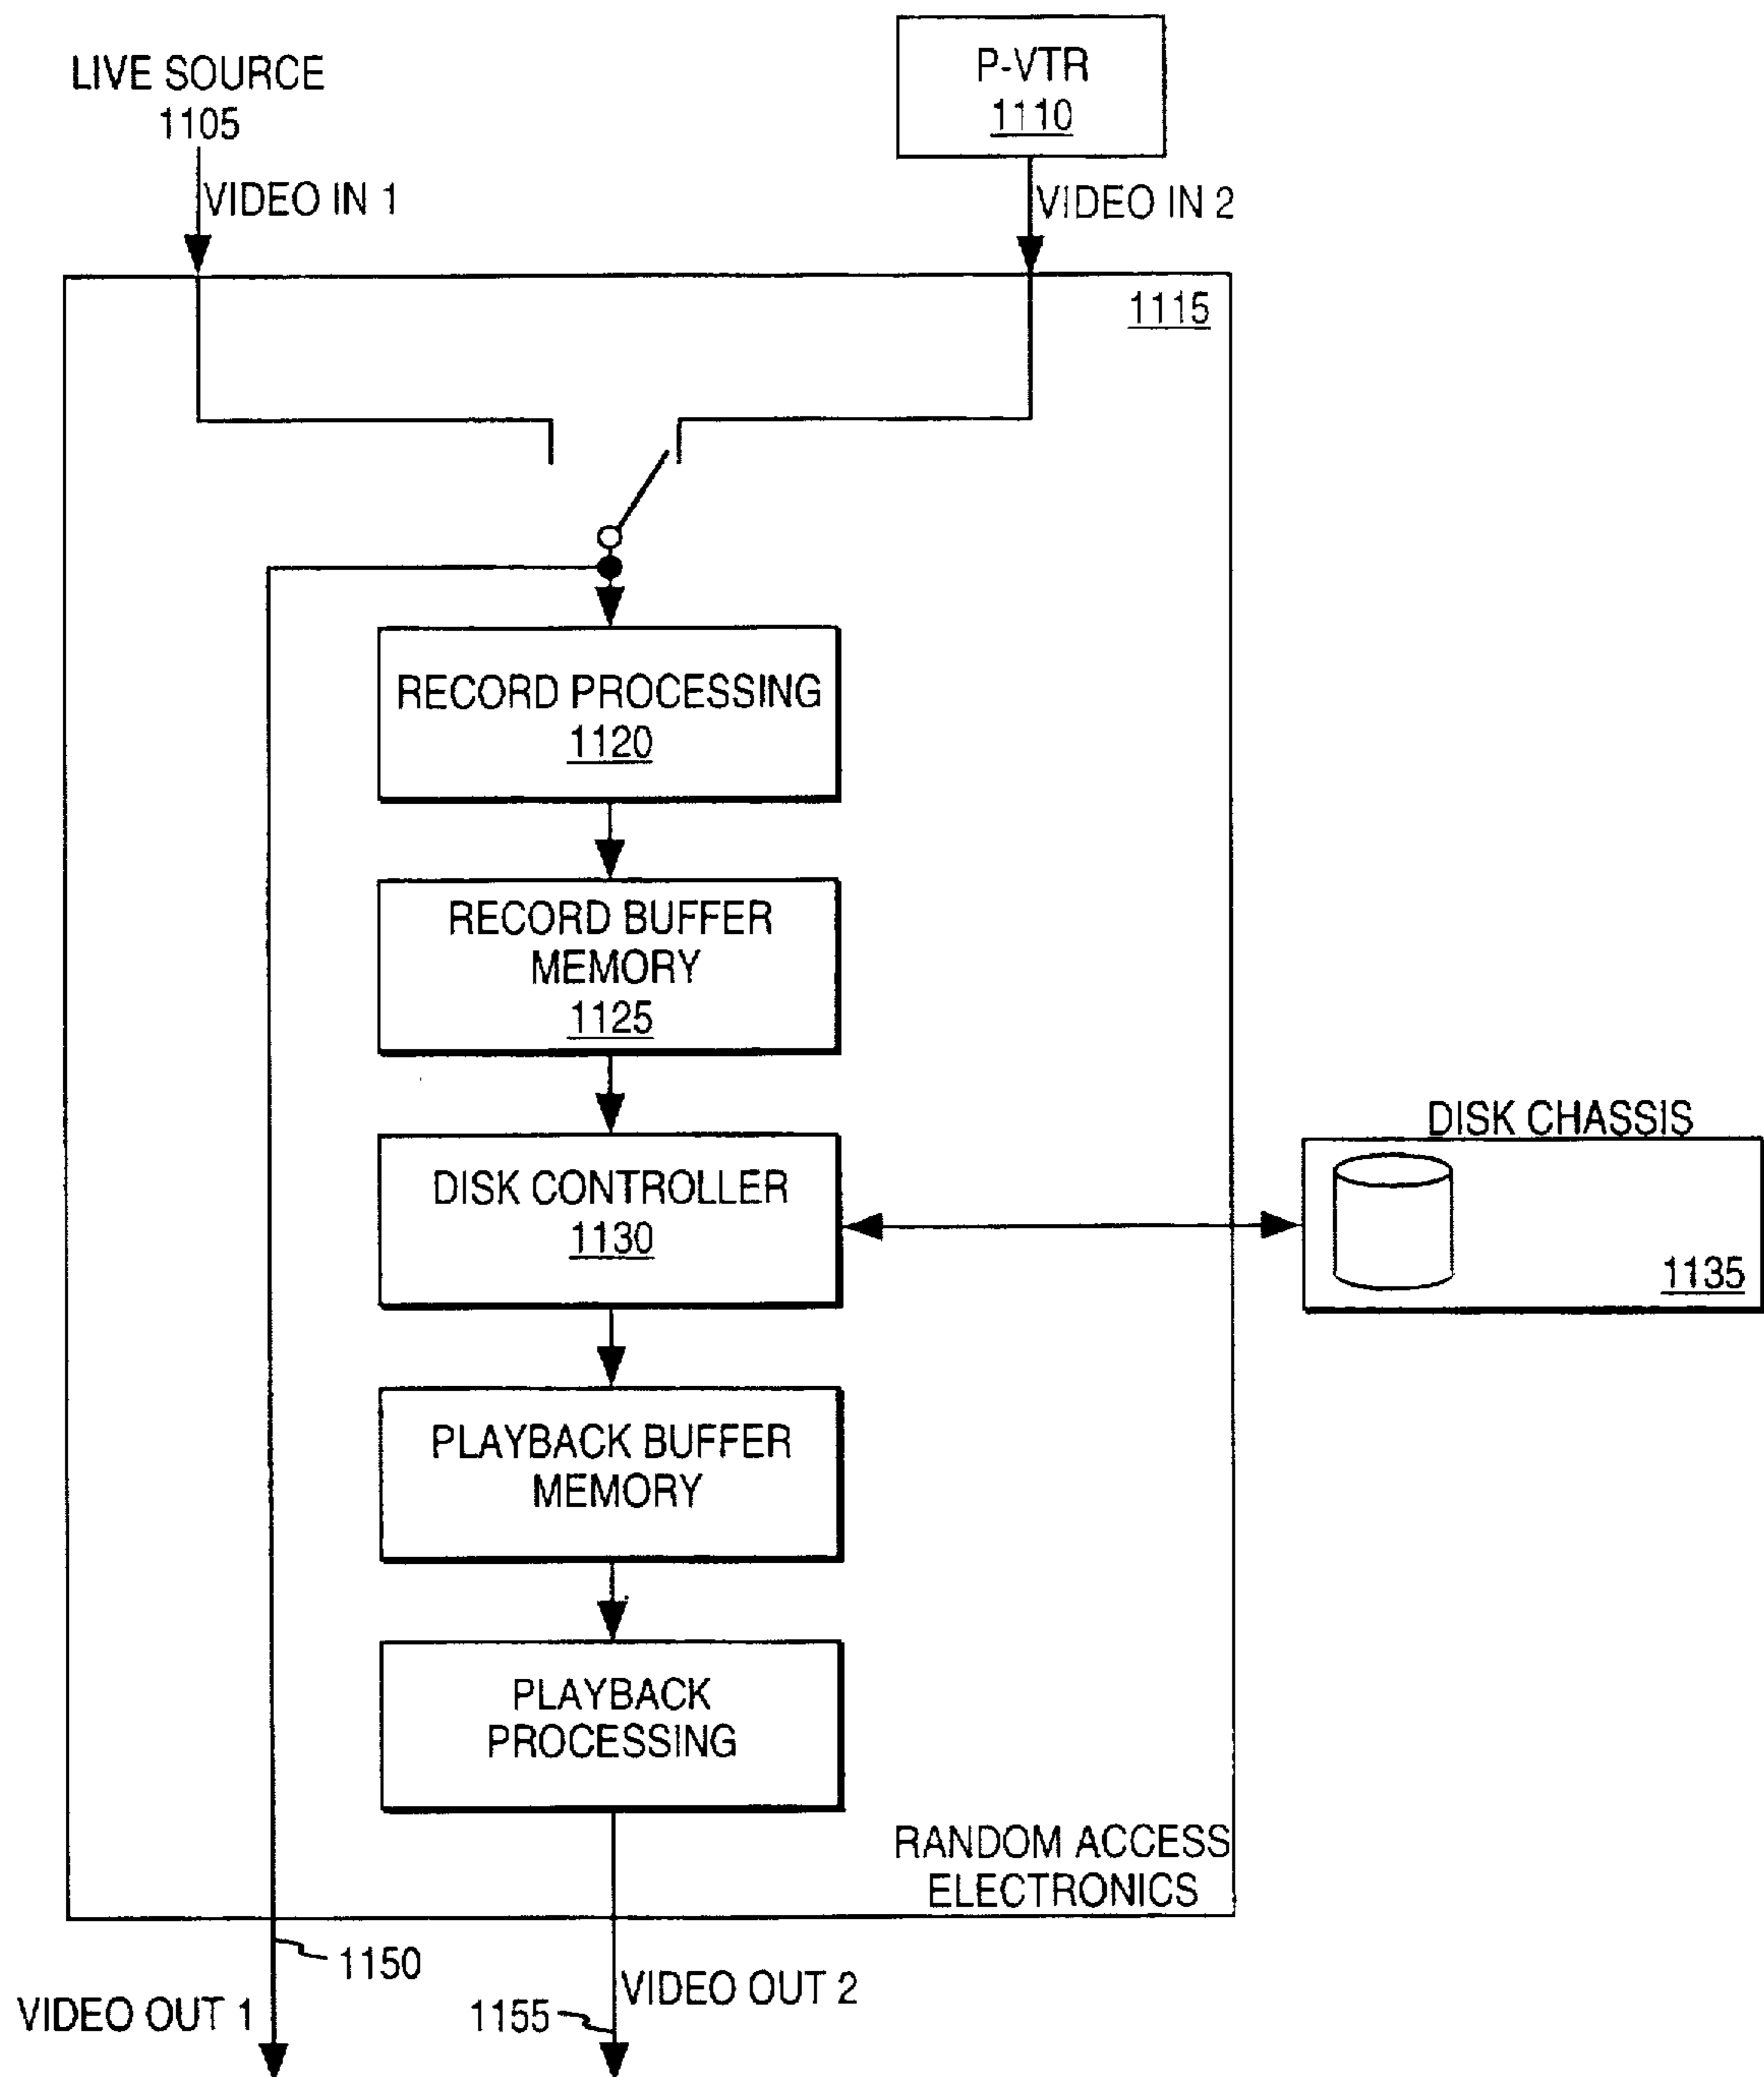 LIVE SOURCE
1105
P-VTR
1110
VIDEO IN 1
VIDEO IN 2
1115
RECORD PROCESSING
1120
RECORD BUFFER
MEMORY
1125
DISK CONTROLLER
1130
DISK CHASSIS
1135
PLAYBACK BUFFER
MEMORY
PLAYBACK
PROCESSING
RANDOM ACCESS
ELECTRONICS
1150
VIDEO OUT 1
1155
VIDEO OUT 2